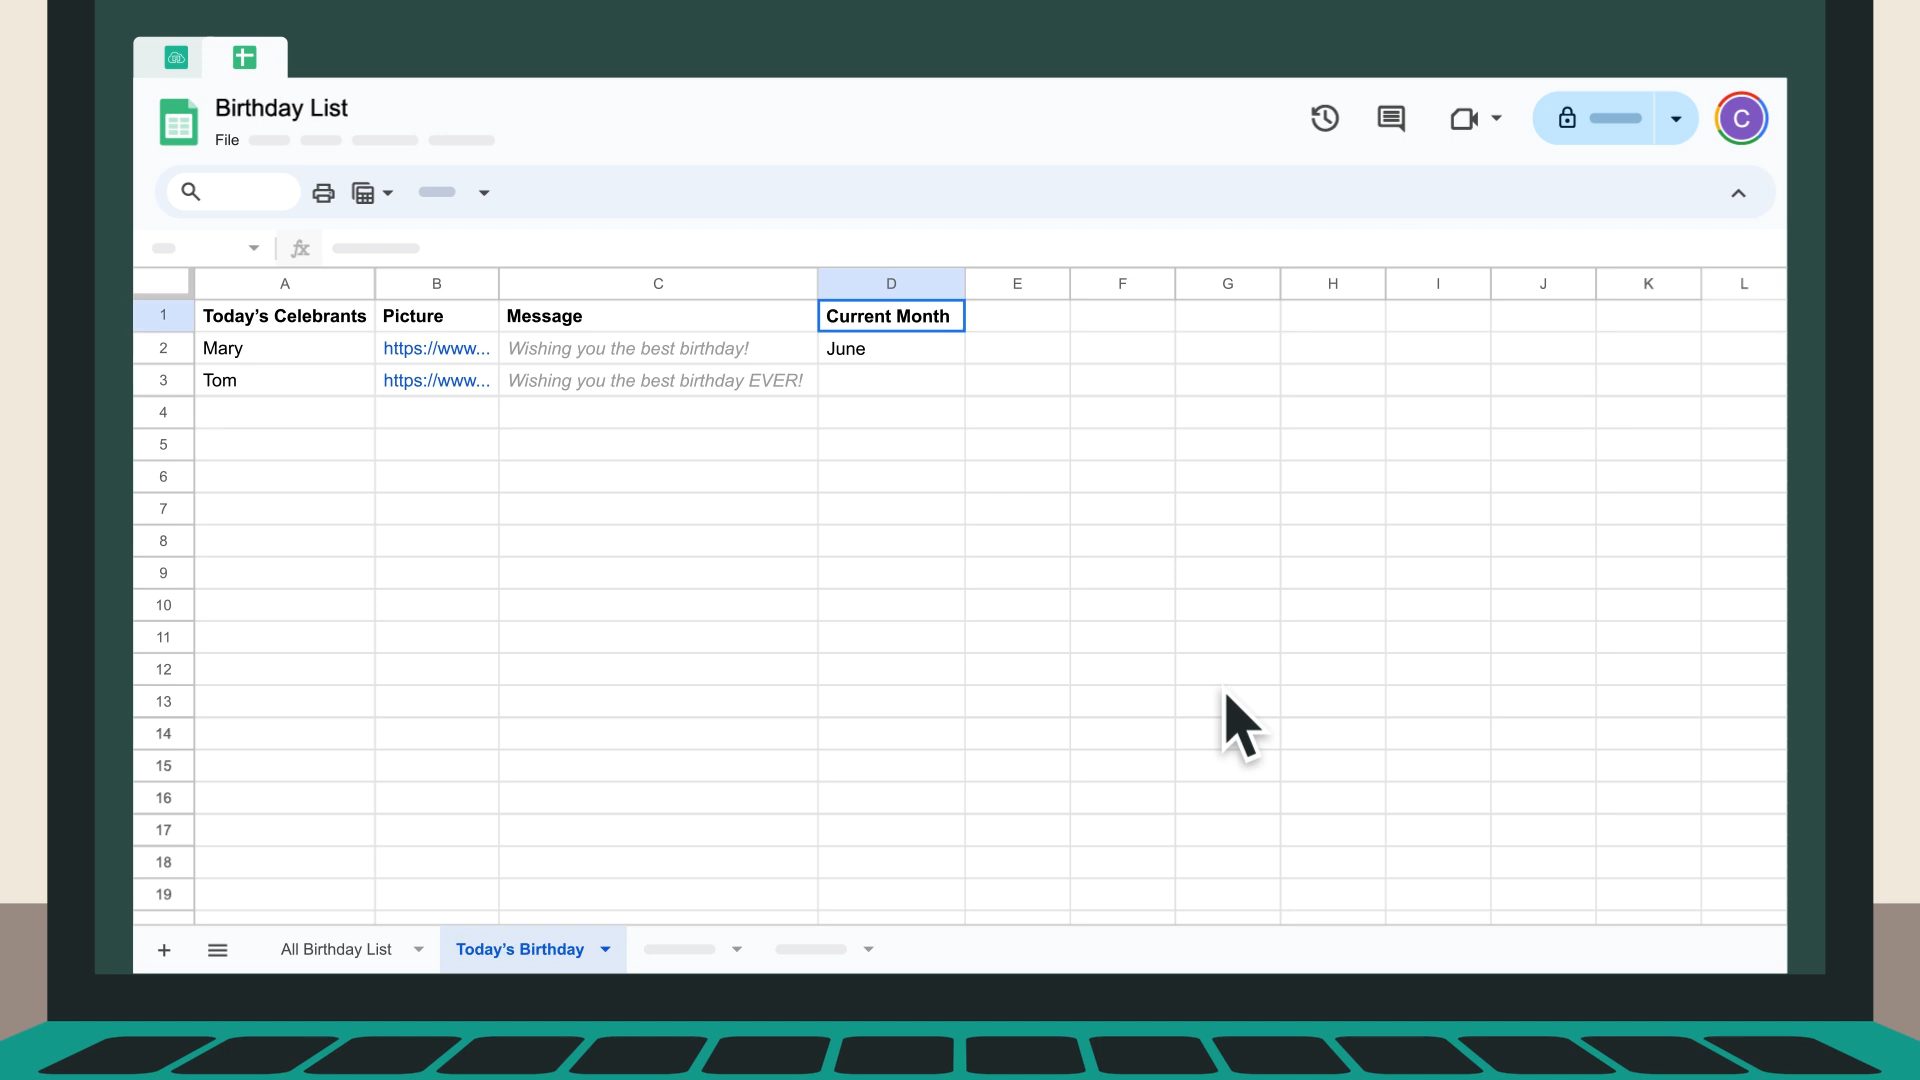 Birthday List
File
C
fx
A B C D E F G H I J K L
1 Today’s Celebrants Picture Message Current Month
2 Mary https://www... Wishing you the best birthday! June
3 Tom https://www... Wishing you the best birthday EVER!
4
5
6
7
8
9
10
11
12
13
14
15
16
17
18
19
All Birthday List Today’s Birthday